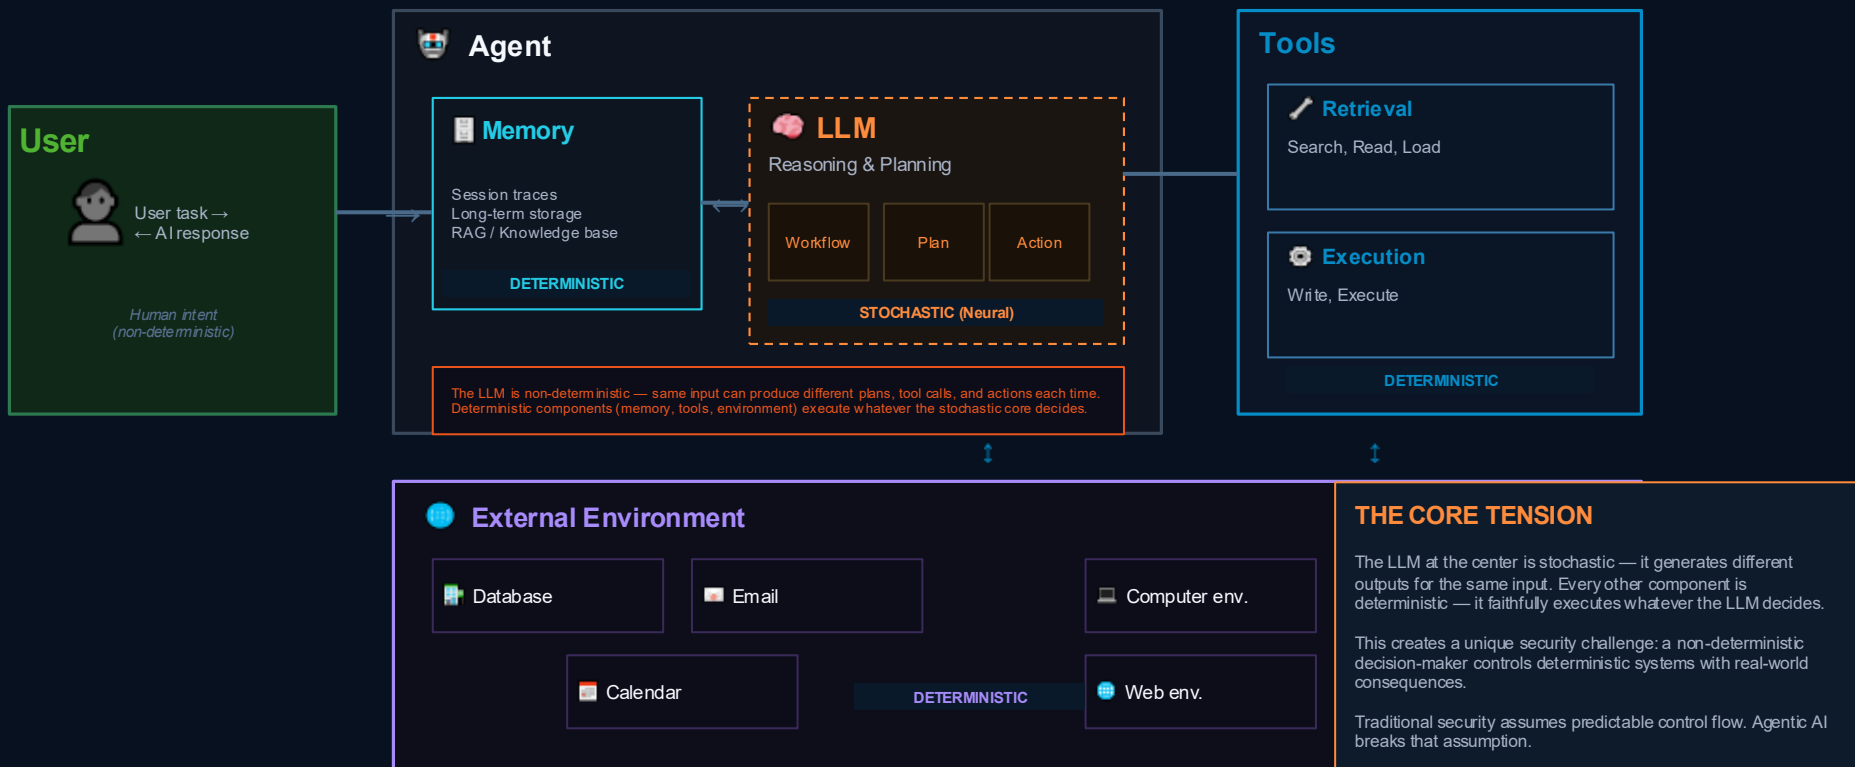 User
User task →
← AI response
Human intent
(non-deterministic)
Agent
Memory
Session traces
Long-term storage
RAG / Knowledge base
DETERMINISTIC
LLM
Reasoning & Planning
Workflow
Plan
Action
STOCHASTIC (Neural)
The LLM is non-deterministic — same input can produce different plans, tool calls, and actions each time.
Deterministic components (memory, tools, environment) execute whatever the stochastic core decides.
Tools
Retrieval
Search, Read, Load
Execution
Write, Execute
DETERMINISTIC
External Environment
Database
Email
Computer env.
Calendar
DETERMINISTIC
Web env.
THE CORE TENSION
The LLM at the center is stochastic — it generates different
outputs for the same input. Every other component is
deterministic — it faithfully executes whatever the LLM decides.
This creates a unique security challenge: a non-deterministic
decision-maker controls deterministic systems with real-world
consequences.
Traditional security assumes predictable control flow. Agentic AI
breaks that assumption.